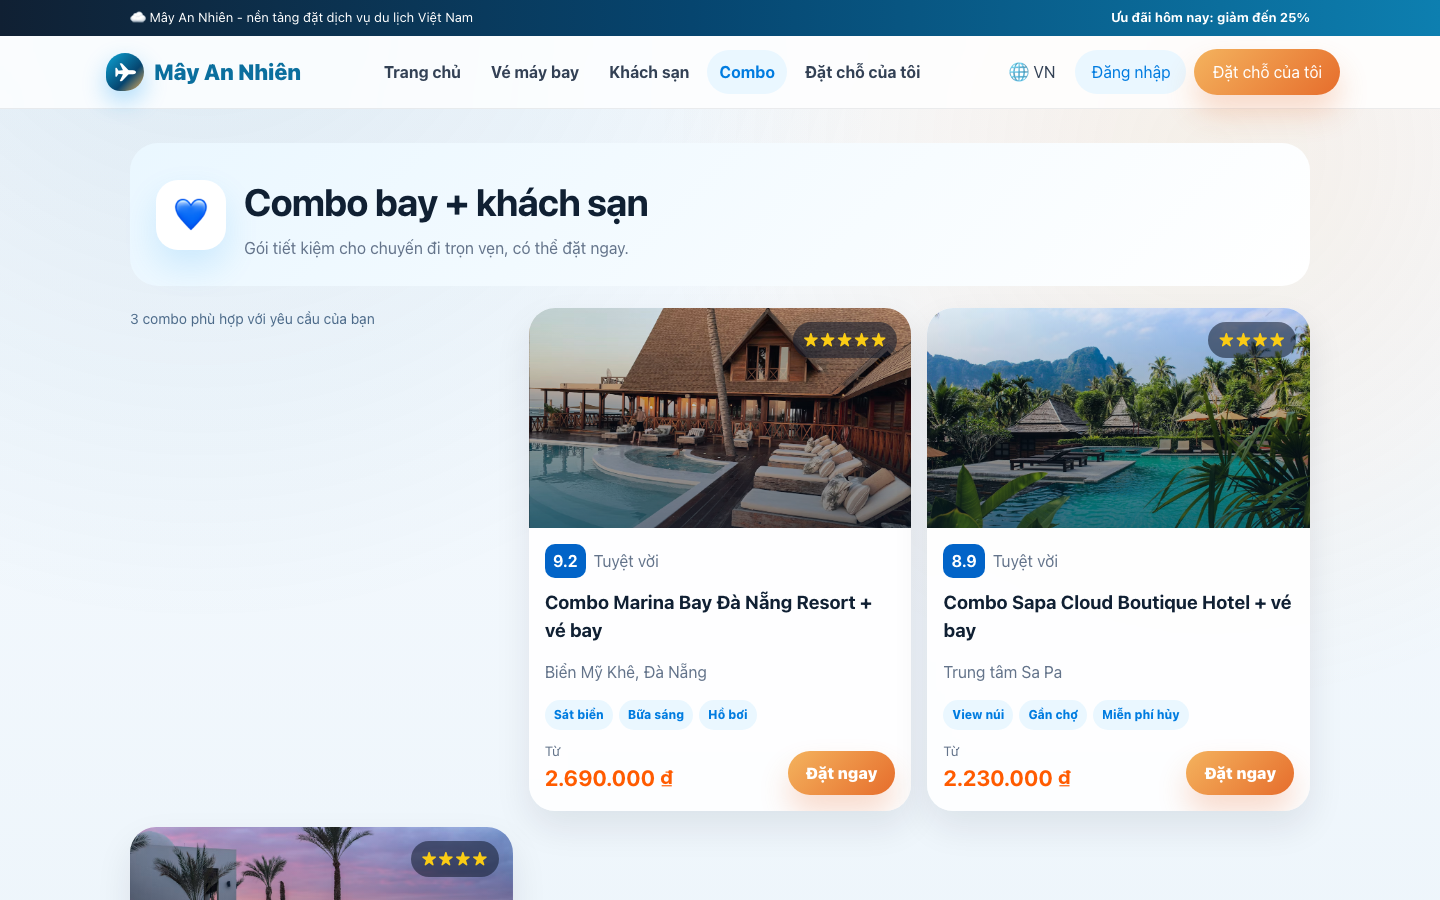 Mây An Nhiên - nền tảng đặt dịch vụ du lịch Việt Nam
Ưu đãi hôm nay: giảm đến 25%
Mây An Nhiên
Trang chủ
Vé máy bay
Khách sạn
Combo
Đặt chỗ của tôi
VN
Đăng nhập
Đặt chỗ của tôi
Combo bay + khách sạn
Gói tiết kiệm cho chuyến đi trọn vẹn, có thể đặt ngay.
3 combo phù hợp với yêu cầu của bạn
9.2 Tuyệt vời
Combo Marina Bay Đà Nẵng Resort +
vé bay
Biển Mỹ Khê, Đà Nẵng
Sát biển
Bữa sáng
Hồ bơi
Từ
2.690.000 ₫
Đặt ngay
8.9 Tuyệt vời
Combo Sapa Cloud Boutique Hotel + vé
bay
Trung tâm Sa Pa
View núi
Gần chợ
Miễn phí hủy
Từ
2.230.000 ₫
Đặt ngay